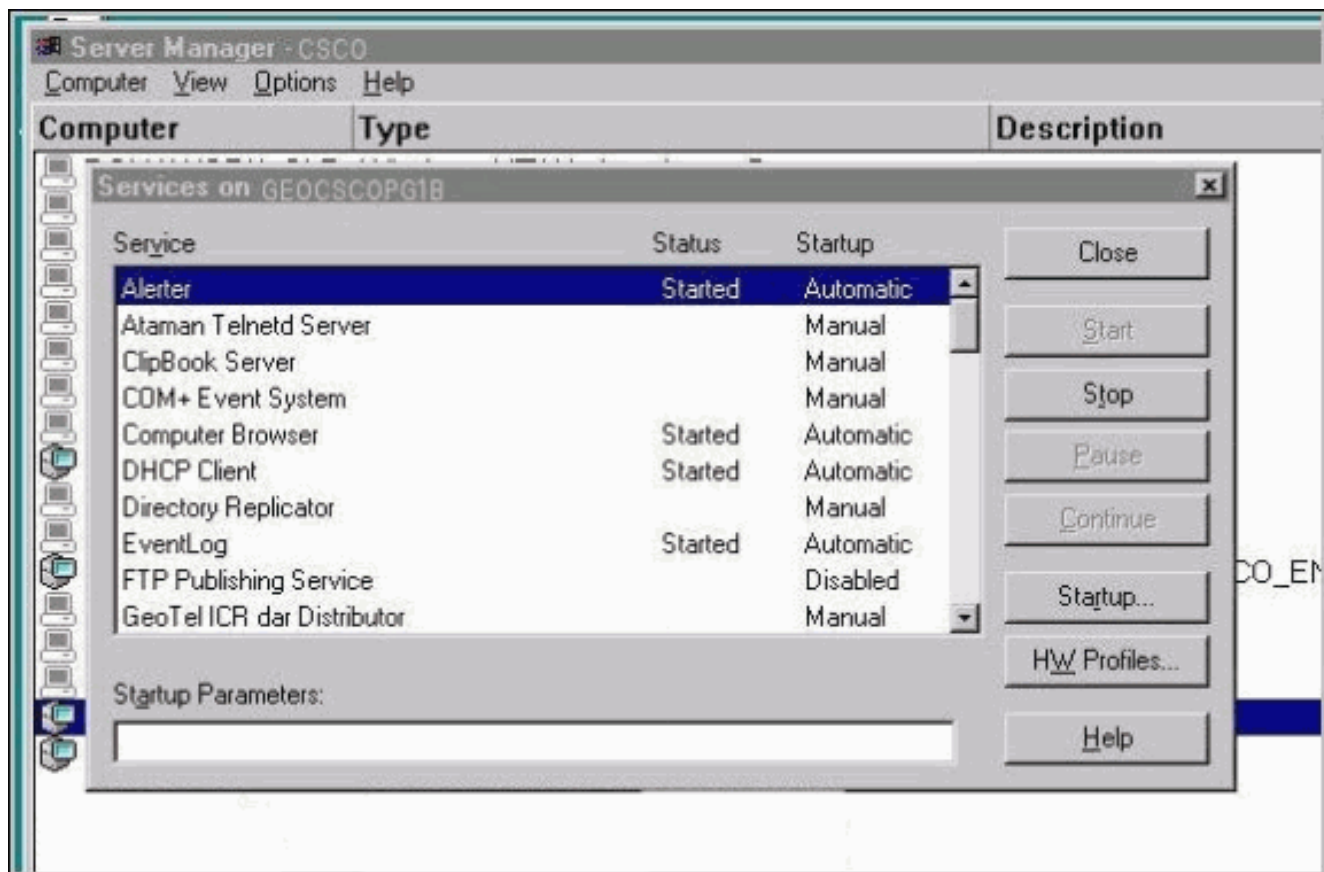 Server Manager - CSCO
Computer View Options Help
Computer Type Description
Services on GEOCSCOPG1B
Service Status Startup
Alerter Started Automatic
Ataman Telnetd Server Manual
ClipBook Server Manual
COM+ Event System Manual
Computer Browser Started Automatic
DHCP Client Started Automatic
Directory Replicator Manual
EventLog Started Automatic
FTP Publishing Service Disabled
GeoTel ICR dar Distributor Manual
Close
Start
Stop
Pause
Continue
Startup...
HW Profiles...
Help
Startup Parameters: